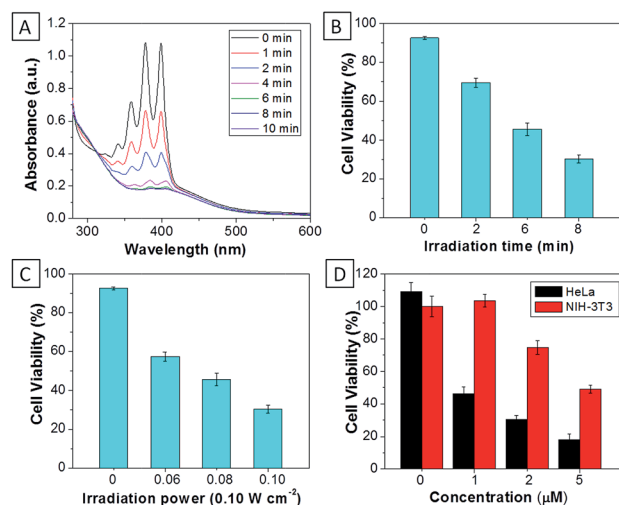 A
0 min
1 min
2 min
4 min
6 min
8 min
10 min
1.2
1.0
0.8
0.6
0.4
0.2
0.0
Absorbance (a.u.)
300 400 500 600
Wavelength (nm)
B
100
80
60
40
20
0
Cell Viability (%)
0 2 6 8
Irradiation time (min)
C
100
80
60
40
20
0
Cell Viability (%)
0 0.06 0.08 0.10
Irradiation power (0.10 W cm⁻²)
D
HeLa
NIH-3T3
120
100
80
60
40
20
0
Cell Viability (%)
0 1 2 5
Concentration (μM)